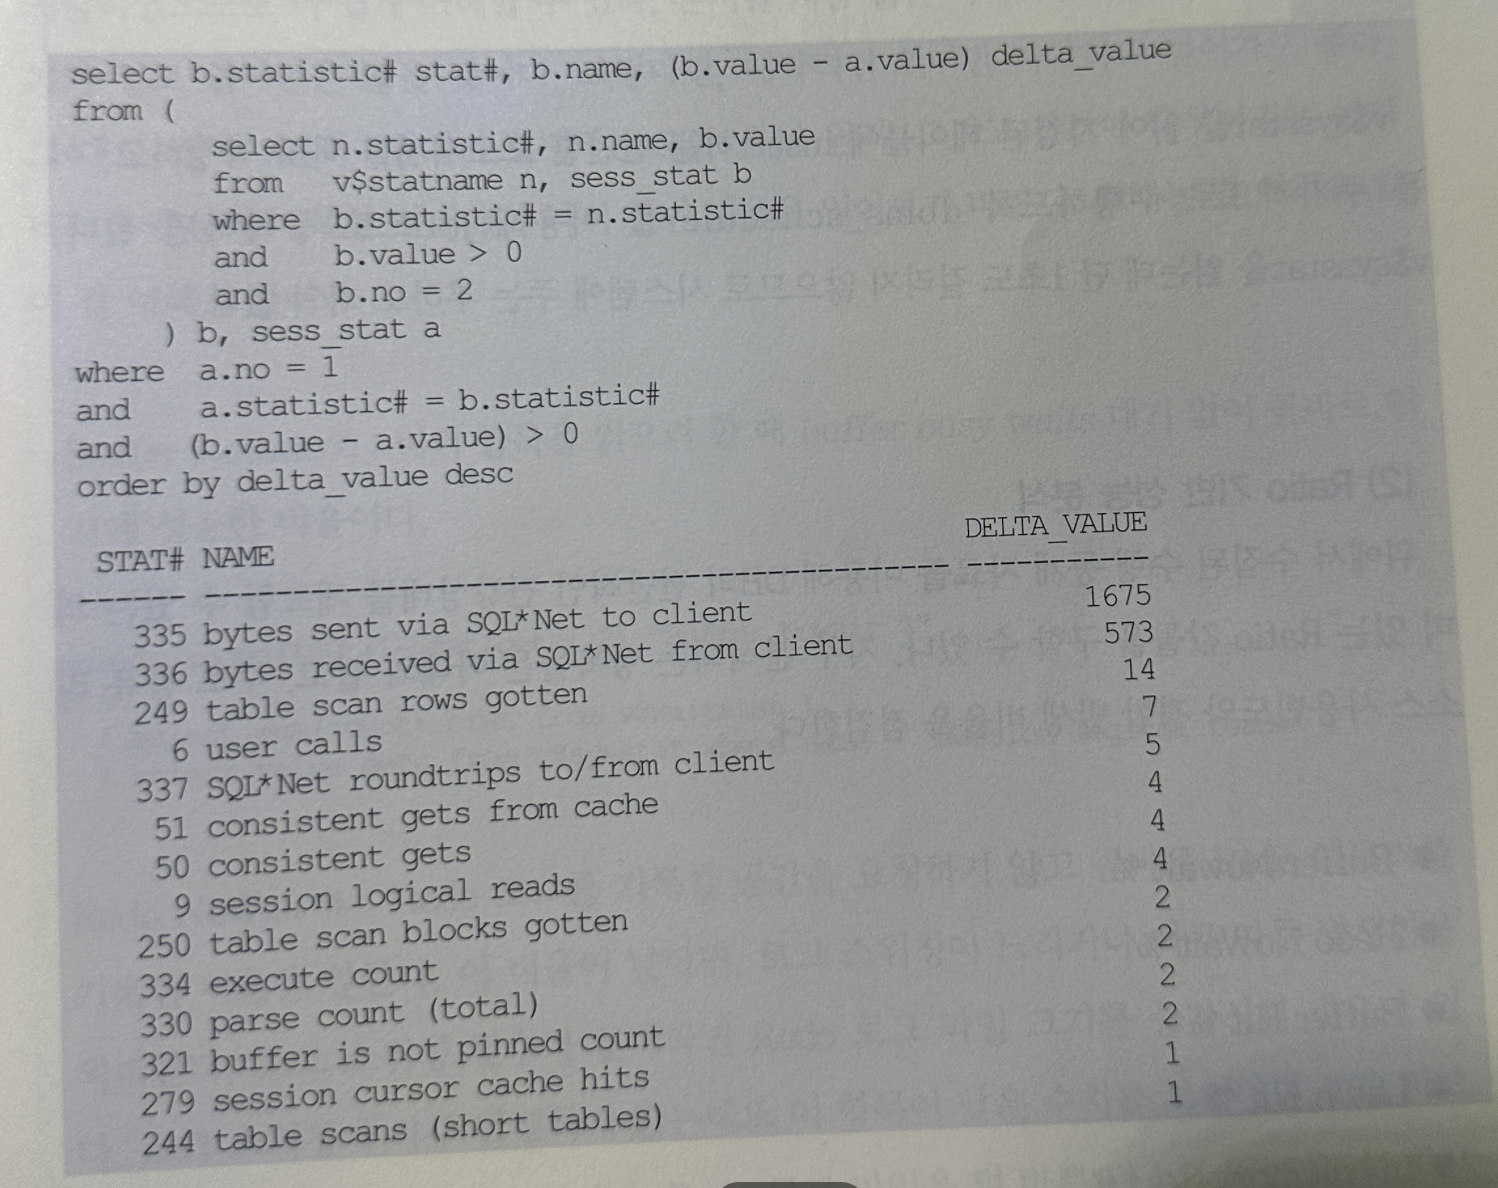 select b.statistic# stat#, b.name, (b.value - a.value) delta_value
from (
select n.statistic#, n.name, b.value
from v$statname n, sess_stat b
where b.statistic# = n.statistic#
and b.value > 0
and b.no = 2
) b, sess_stat a
where a.no = 1
and a.statistic# = b.statistic#
and (b.value - a.value) > 0
order by delta_value desc
STAT# NAME DELTA_VALUE
------ -------------------------------------------------- -----------
335 bytes sent via SQL*Net to client 1675
336 bytes received via SQL*Net from client 573
249 table scan rows gotten 14
6 user calls 7
337 SQL*Net roundtrips to/from client 5
51 consistent gets from cache 4
50 consistent gets 4
9 session logical reads 4
250 table scan blocks gotten 2
334 execute count 2
330 parse count (total) 2
321 buffer is not pinned count 2
279 session cursor cache hits 1
244 table scans (short tables) 1